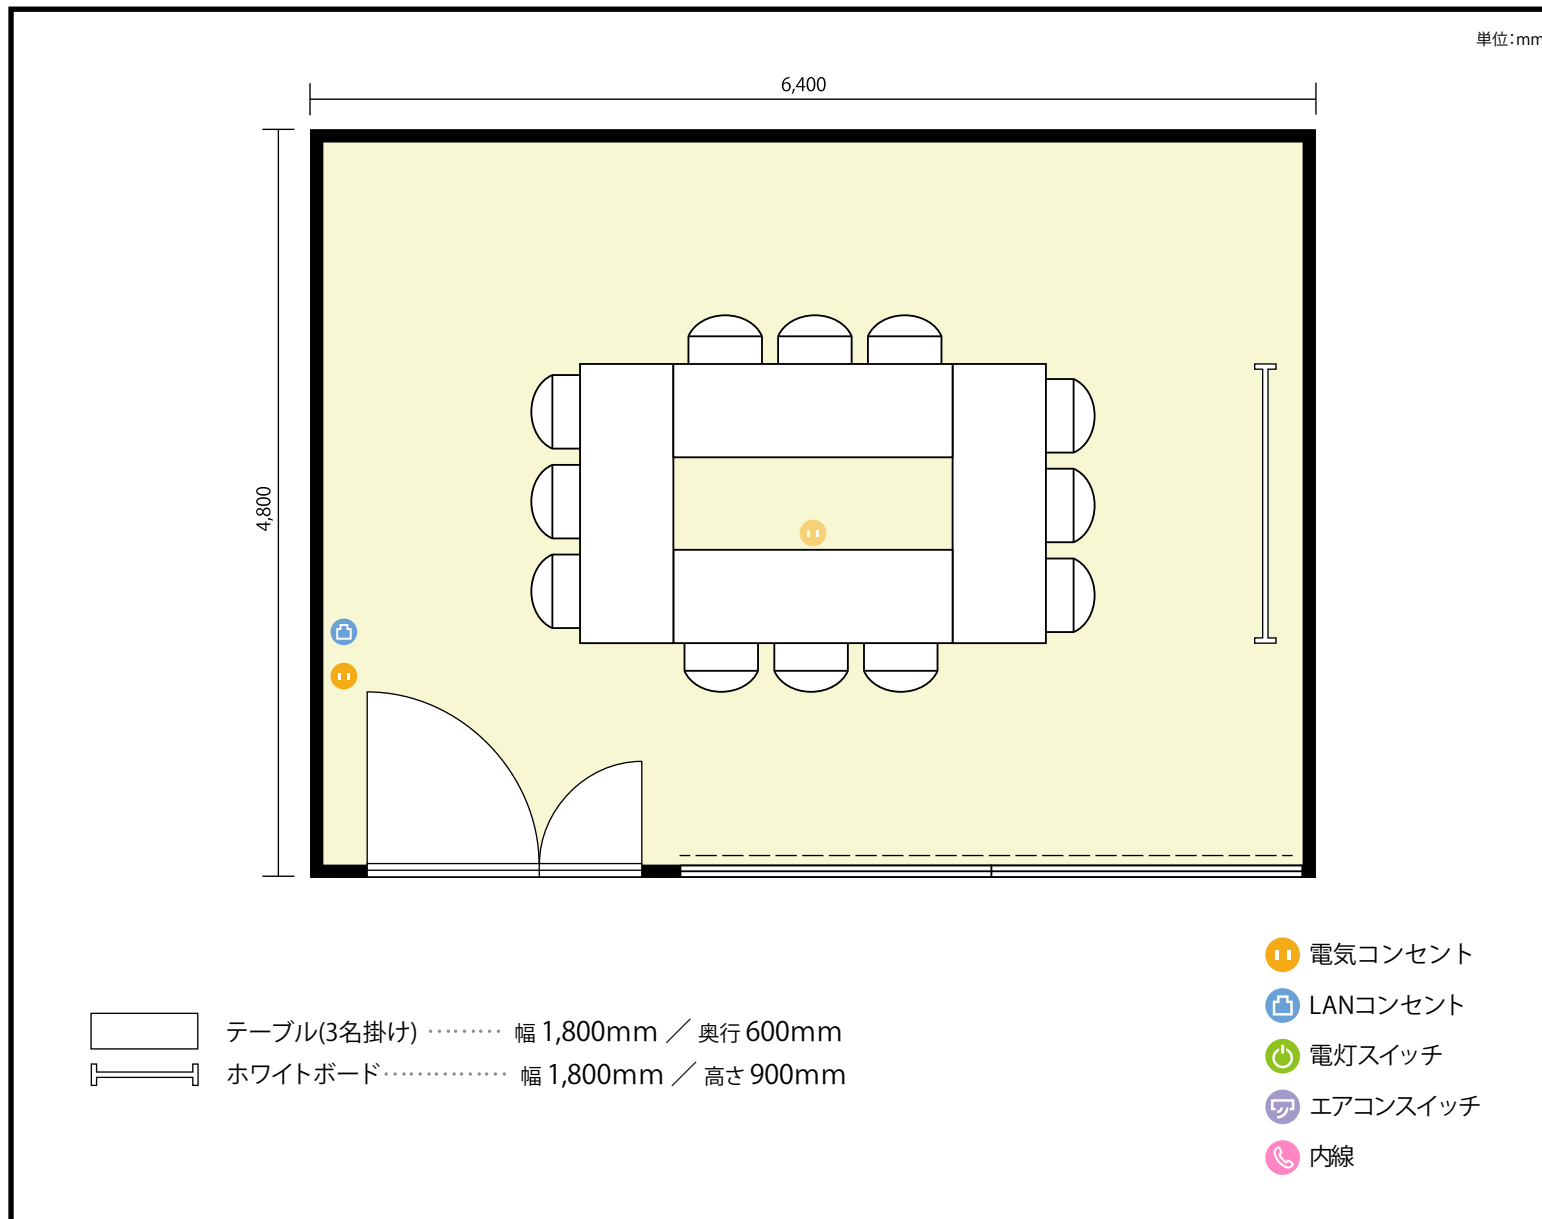 単位：mm
6,400
4,800
電気コンセント
LANコンセント
電灯スイッチ
エアコンスイッチ
内線
テーブル(3名掛け) ········· 幅 1,800mm ／ 奥行 600mm
ホワイトボード··············· 幅 1,800mm ／ 高さ 900mm